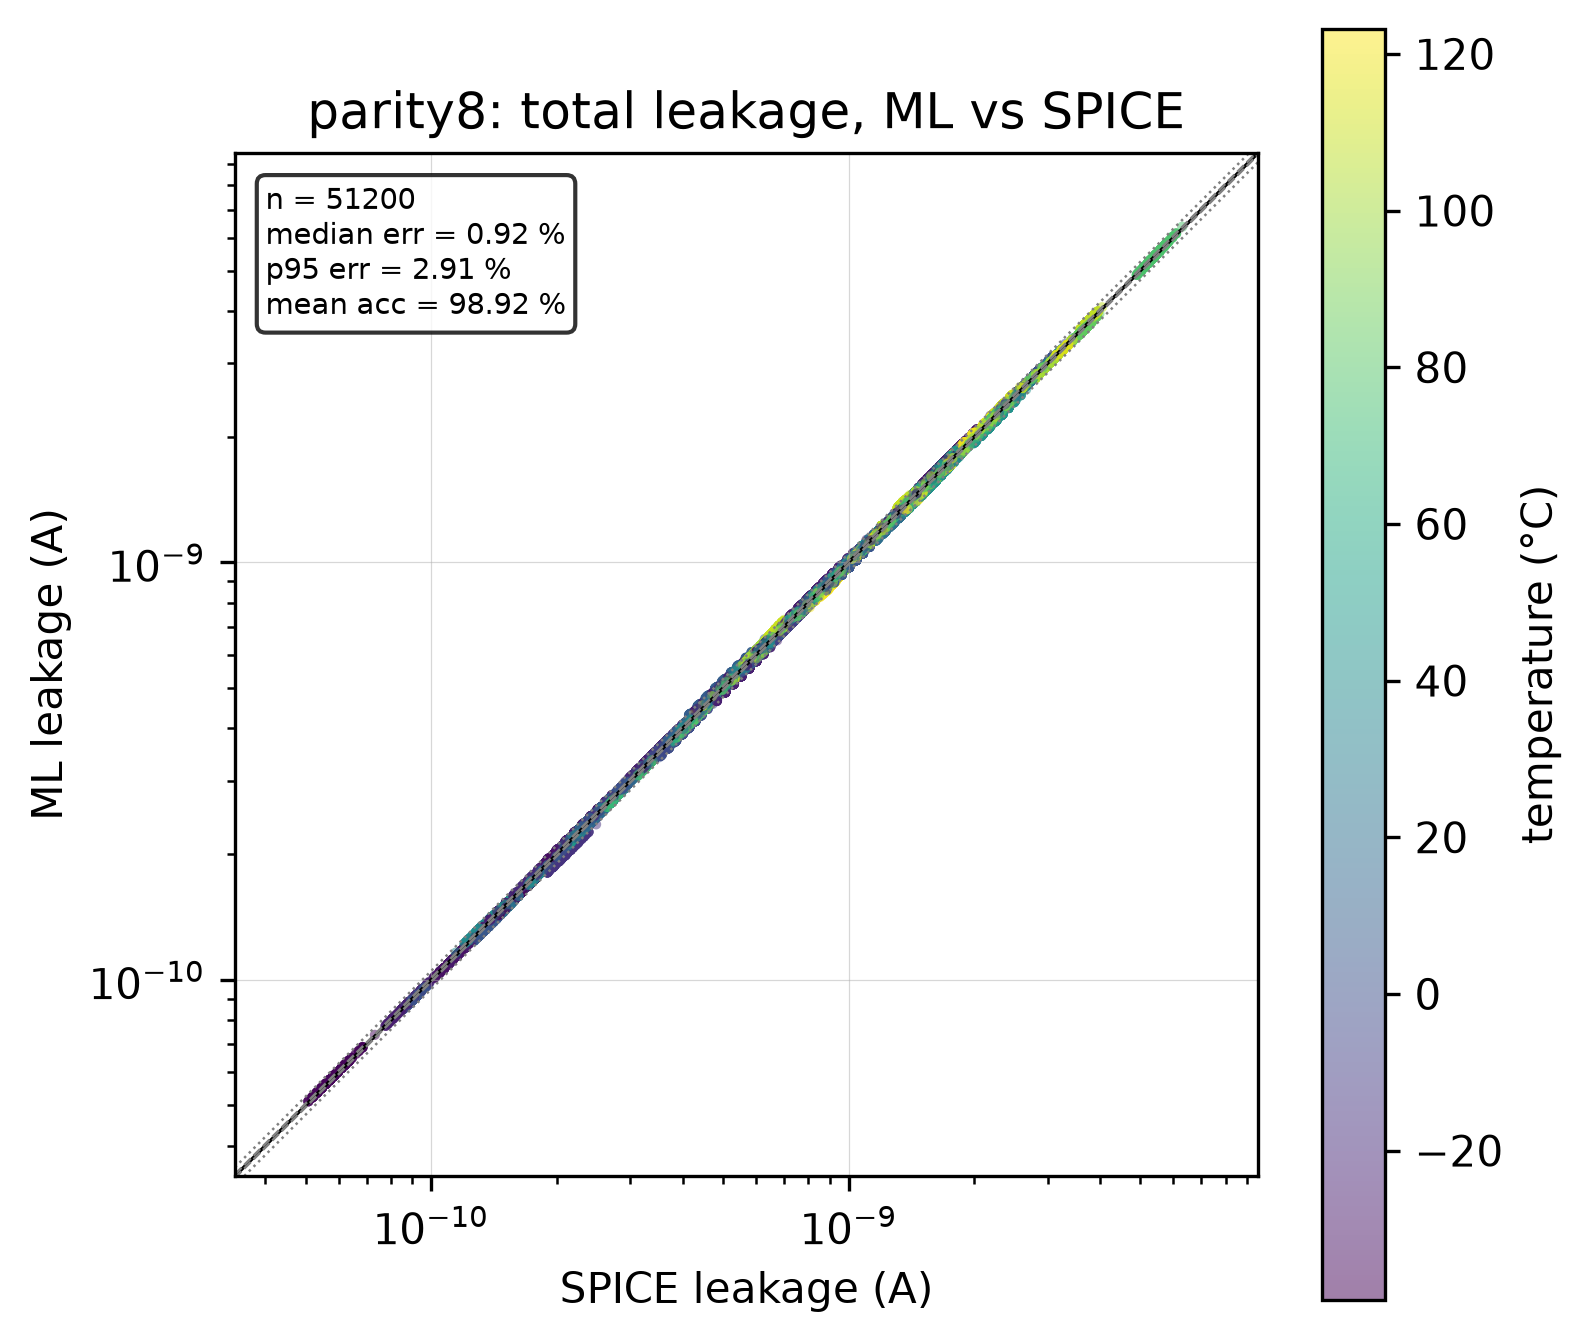 parity8: total leakage, ML vs SPICE
n = 51200
median err = 0.92 %
p95 err = 2.91 %
mean acc = 98.92 %
ML leakage (A)
10⁻⁹
10⁻¹⁰
10⁻¹⁰
10⁻⁹
SPICE leakage (A)
120
100
80
60
40
20
0
−20
temperature (°C)